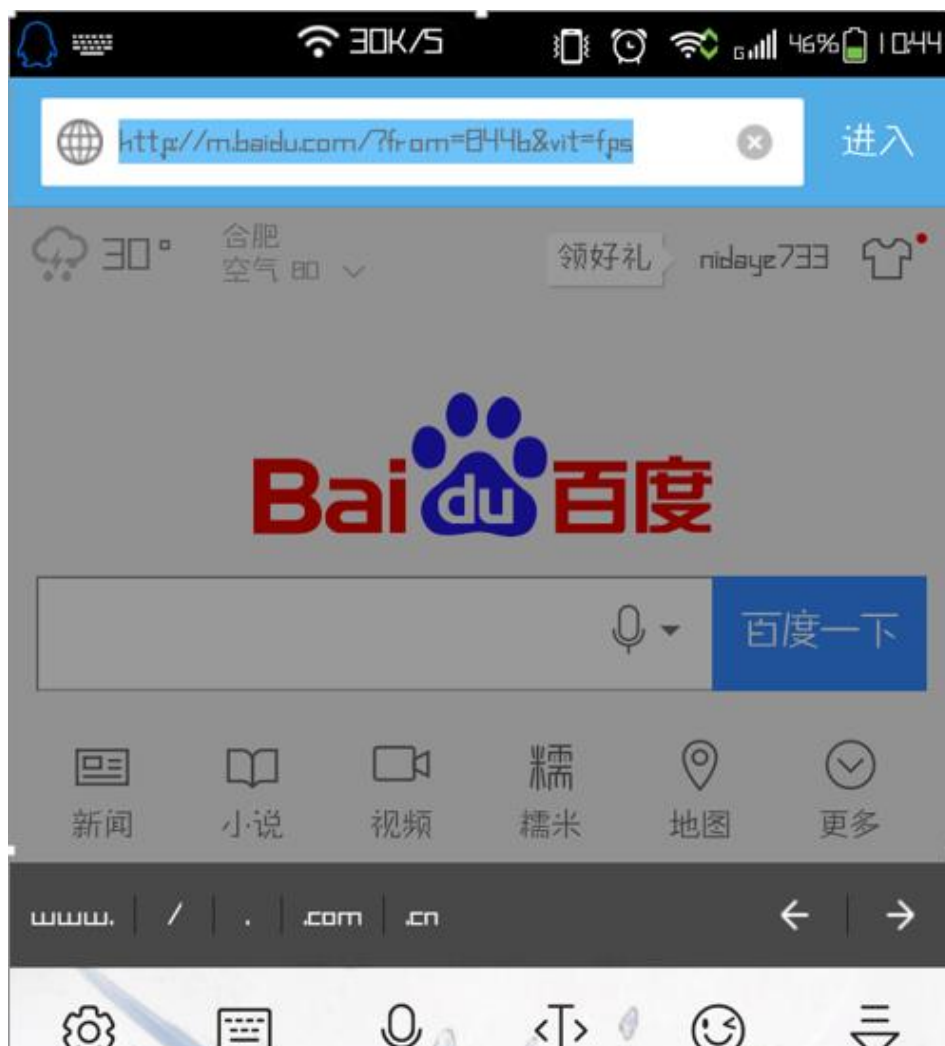 30K/S 46% 10:44
http://m.baidu.com/?from=844b&vit=fps 进入
30° 合肥 领好礼 nidaye733
空气 80
Bai du 百度
百度一下
新闻 小说 视频 糯米 地图 更多
www. / . .com .cn